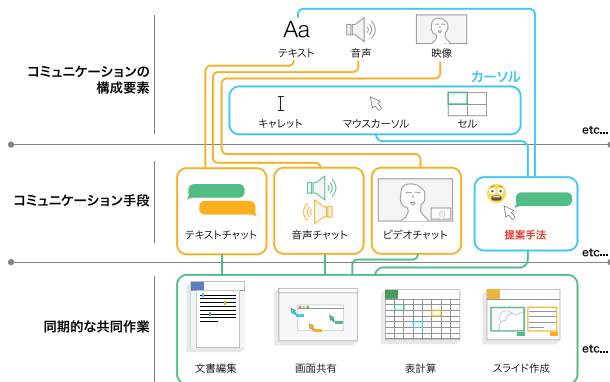 Aa
テキスト
音声
映像
カーソル
コミュニケーションの
構成要素
キャレット
マウスカーソル
セル
etc...
コミュニケーション手段
テキストチャット
音声チャット
ビデオチャット
提案手法
etc...
同期的な共同作業
文書編集
画面共有
表計算
スライド作成
etc...